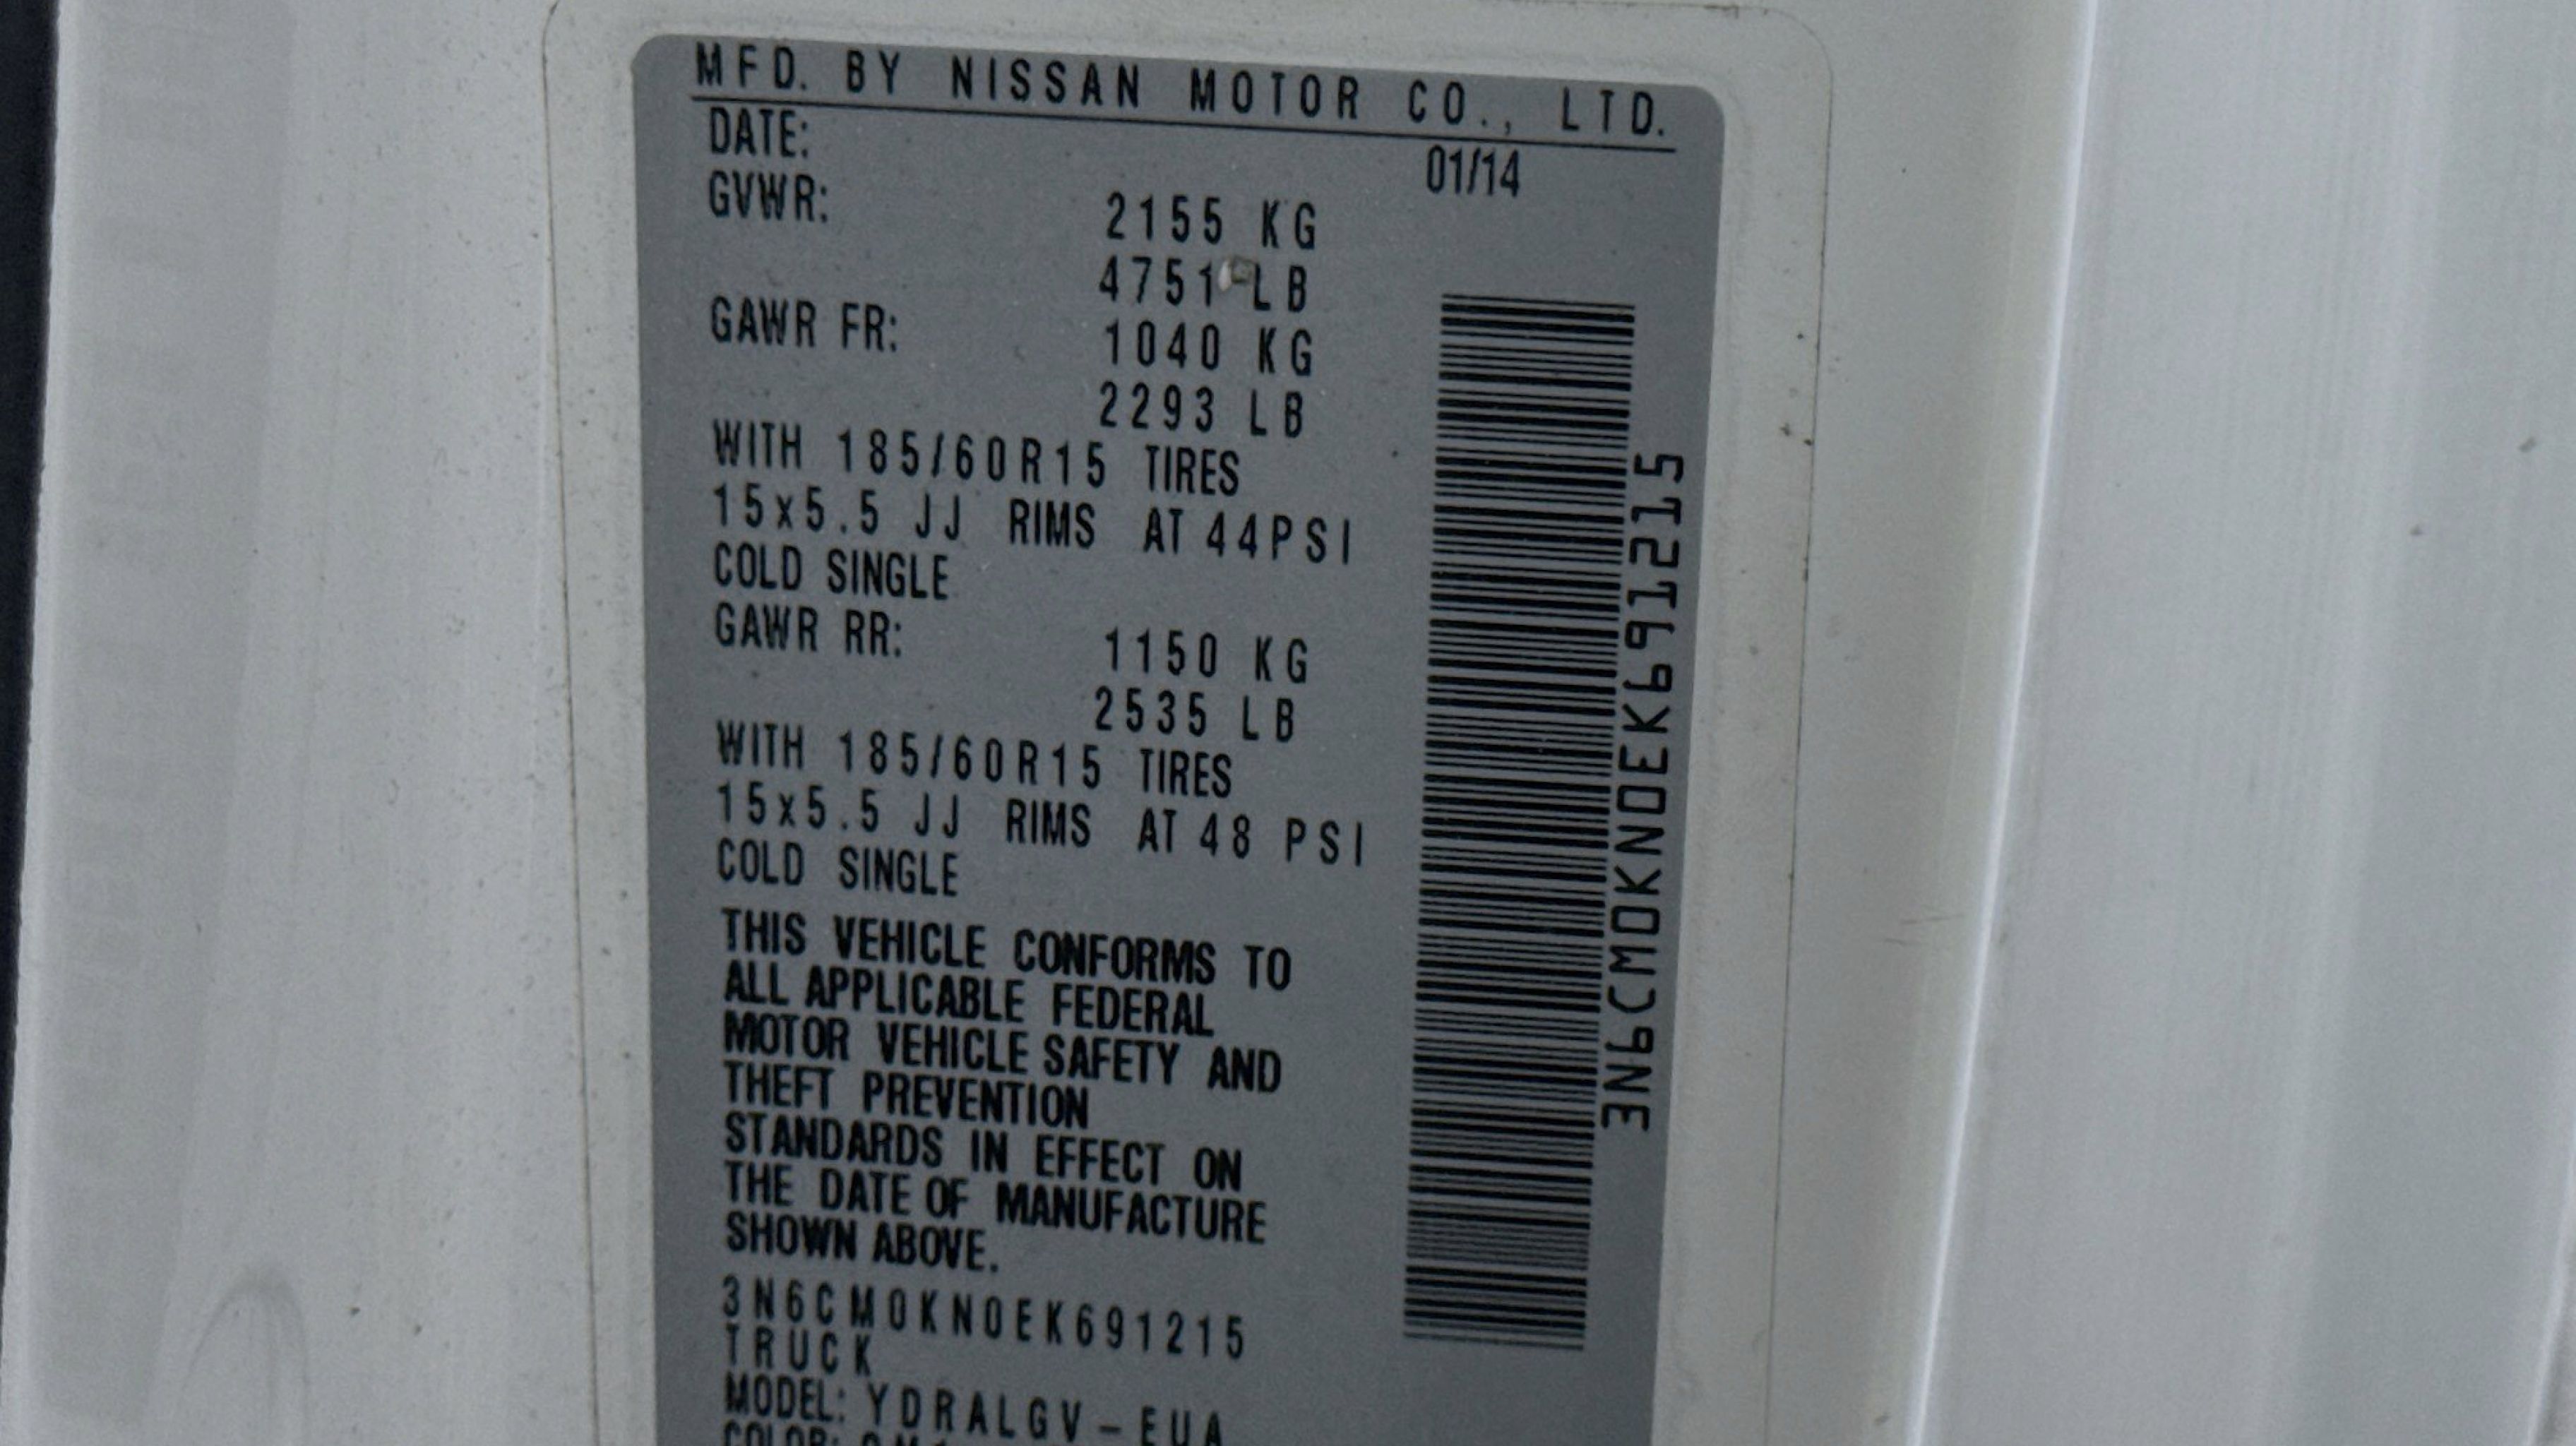 MFD. BY NISSAN MOTOR CO., LTD.
DATE: 01/14
GVWR: 2155 KG
4751 LB
GAWR FR: 1040 KG
2293 LB
WITH 185/60R15 TIRES
15x5.5 JJ RIMS AT 44PSI
COLD SINGLE
GAWR RR: 1150 KG
2535 LB
WITH 185/60R15 TIRES
15x5.5 JJ RIMS AT 48 PSI
COLD SINGLE
THIS VEHICLE CONFORMS TO
ALL APPLICABLE FEDERAL
MOTOR VEHICLE SAFETY AND
THEFT PREVENTION
STANDARDS IN EFFECT ON
THE DATE OF MANUFACTURE
SHOWN ABOVE.
3N6CM0KN0EK691215
TRUCK
MODEL: YDRALGV-EUA
COLOR:
3N6CM0KN0EK691215